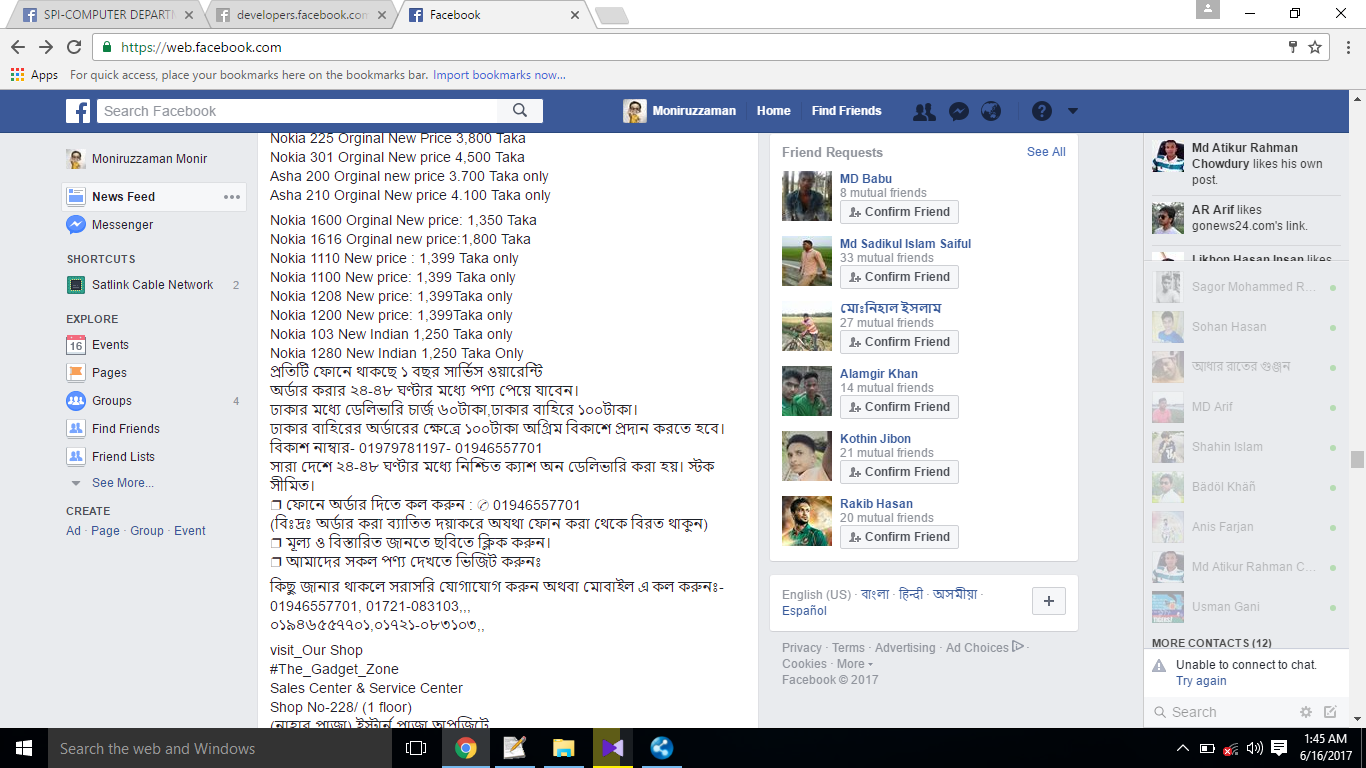 SPI-COMPUTER DEPARTM
developers.facebook.com
Facebook
https://web.facebook.com
Apps For quick access, place your bookmarks here on the bookmarks bar. Import bookmarks now...
Search Facebook
Moniruzzaman
Home
Find Friends
Moniruzzaman Monir
News Feed
Messenger
SHORTCUTS
Satlink Cable Network 2
EXPLORE
16 Events
Pages
Groups 4
Find Friends
Friend Lists
See More...
CREATE
Ad · Page · Group · Event
Nokia 225 Orginal New Price 3,800 Taka
Nokia 301 Orginal New price 4,500 Taka
Asha 200 Orginal new price 3.700 Taka only
Asha 210 Orginal new price 4.100 Taka only
Nokia 1600 Orginal New price: 1,350 Taka
Nokia 1616 Orginal new price:1,800 Taka
Nokia 1110 New price : 1,399 Taka only
Nokia 1100 New price: 1,399 Taka only
Nokia 1208 New price: 1,399Taka only
Nokia 1200 New price: 1,399Taka only
Nokia 103 New Indian 1,250 Taka only
Nokia 1280 New Indian 1,250 Taka Only
প্রতিটি ফোনে থাকছে ১ বছর সার্ভিস ওয়ারেন্টি
অর্ডার করার ২৪-৪৮ ঘণ্টার মধ্যে পণ্য পেয়ে যাবেন।
ঢাকার মধ্যে ডেলিভারি চার্জ ৬০টাকা,ঢাকার বাহিরে ১০০টাকা।
ঢাকার বাহিরের অর্ডারের ক্ষেত্রে ১০০টাকা অগ্রিম বিকাশে প্রদান করতে হবে।
বিকাশ নাম্বার- 01979781197- 01946557701
সারা দেশে ২৪-৪৮ ঘণ্টার মধ্যে নিশ্চিত ক্যাশ অন ডেলিভারি করা হয়। স্টক
সীমিত।
❒ ফোনে অর্ডার দিতে কল করুন : ✆ 01946557701
(বিঃদ্রঃ অর্ডার করা ব্যাতিত দয়াকরে অযথা ফোন করা থেকে বিরত থাকুন)
❒ মূল্য ও বিস্তারিত জানতে ছবিতে ক্লিক করুন।
❒ আমাদের সকল পণ্য দেখতে ভিজিট করুনঃ
কিছু জানার থাকলে সরাসরি যোগাযোগ করুন অথবা মোবাইল এ কল করুনঃ-
01946557701, 01721-083103,,,
০১৯৪৬৫৫৭৭০১,০১৭২১-০৮৩১০৩,,
visit_Our Shop
#The_Gadget_Zone
Sales Center & Service Center
Shop No-228/ (1 floor)
(নাহার প্লাজা) ইস্টার্ন প্লাজা অপজিটে
Friend Requests See All
MD Babu
8 mutual friends
Confirm Friend
Md Sadikul Islam Saiful
33 mutual friends
Confirm Friend
মোঃনিহাল ইসলাম
27 mutual friends
Confirm Friend
Alamgir Khan
14 mutual friends
Confirm Friend
Kothin Jibon
21 mutual friends
Confirm Friend
Rakib Hasan
20 mutual friends
Confirm Friend
English (US) · বাংলা · हिन्दी · অসমীয়া ·
Español
Privacy · Terms · Advertising · Ad Choices ·
Cookies · More
Facebook © 2017
Md Atikur Rahman
Chowdury likes his own
post.
AR Arif likes
gonews24.com's link.
Likhon Hasan Insan likes
Sagor Mohammed R...
Sohan Hasan
আধার রাতের গুঞ্জন
MD Arif
Shahin Islam
Bädöl Khäñ
Anis Farjan
Md Atikur Rahman C...
Usman Gani
MORE CONTACTS (12)
Unable to connect to chat.
Try again
Search
Search the web and Windows
1:45 AM
6/16/2017